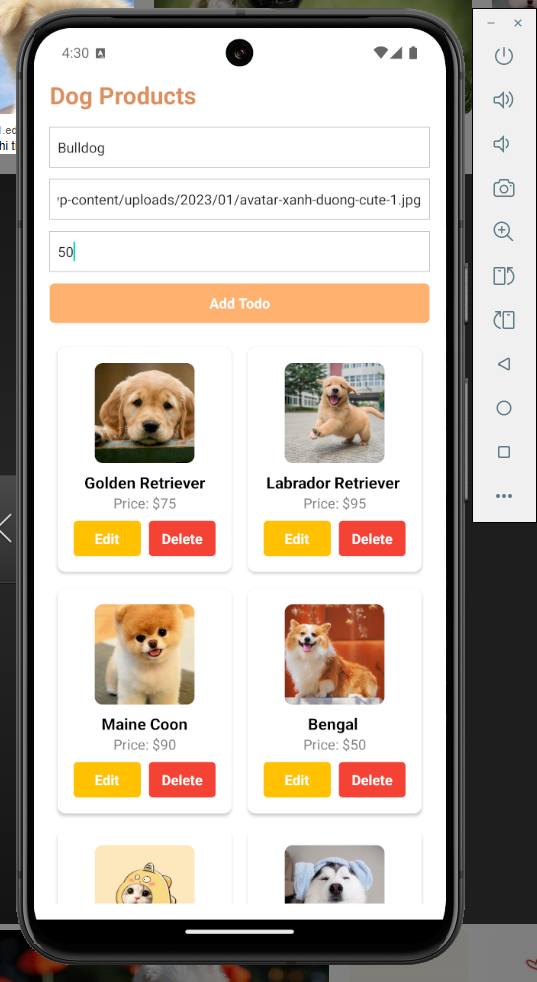 4:30 A
Dog Products
Bulldog
p-content/uploads/2023/01/avatar-xanh-duong-cute-1.jpg
50
Add Todo
Golden Retriever
Price: $75
Edit
Delete
Labrador Retriever
Price: $95
Edit
Delete
Maine Coon
Price: $90
Edit
Delete
Bengal
Price: $50
Edit
Delete